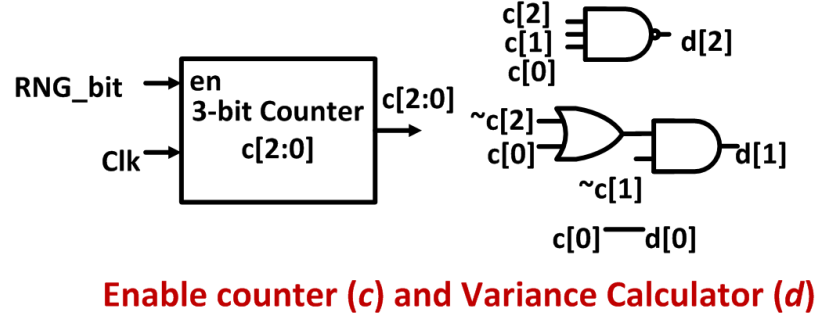 RNG_bit
Clk
en
3-bit Counter
c[2:0]
c[2:0]
c[2]
c[1]
c[0]
d[2]
~c[2]
c[0]
~c[1]
d[1]
c[0]
d[0]
Enable counter (c) and Variance Calculator (d)